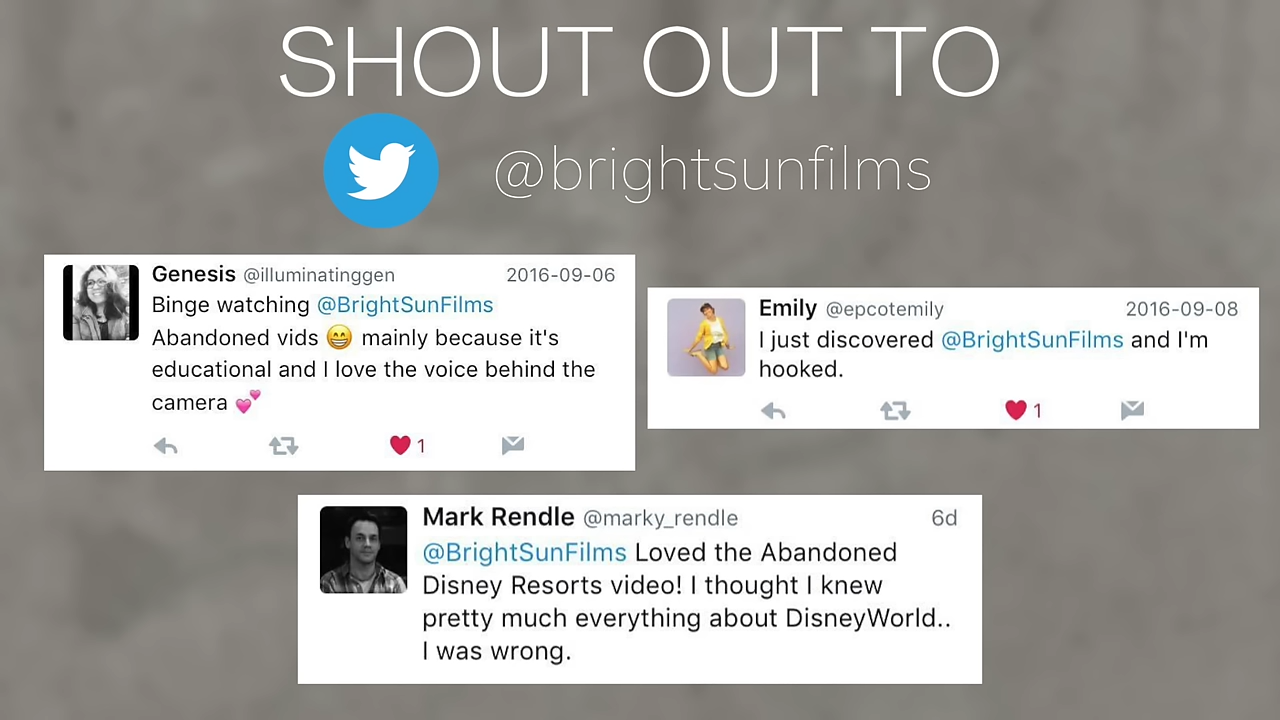 SHOUT OUT TO
@brightsunfilms
Genesis @illuminatinggen 2016-09-06
Binge watching @BrightSunFilms
Abandoned vids 😁 mainly because it's
educational and I love the voice behind the
camera 💕
1
Emily @epcotemily 2016-09-08
I just discovered @BrightSunFilms and I'm
hooked.
1
Mark Rendle @marky_rendle 6d
@BrightSunFilms Loved the Abandoned
Disney Resorts video! I thought I knew
pretty much everything about DisneyWorld..
I was wrong.